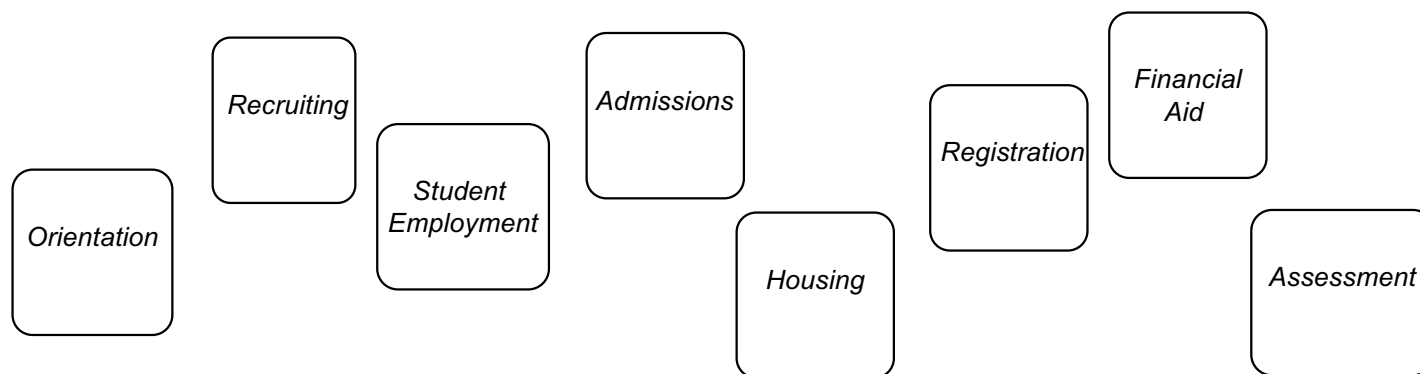 Orientation
Recruiting
Student
Employment
Admissions
Housing
Registration
Financial
Aid
Assessment